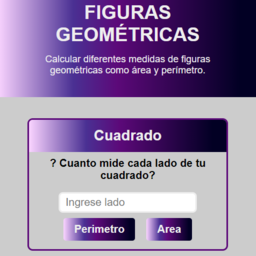 FIGURAS
GEOMÉTRICAS
Calcular diferentes medidas de figuras
geométricas como área y perímetro.
Cuadrado
? Cuanto mide cada lado de tu
cuadrado?
Ingrese lado
Perimetro
Area